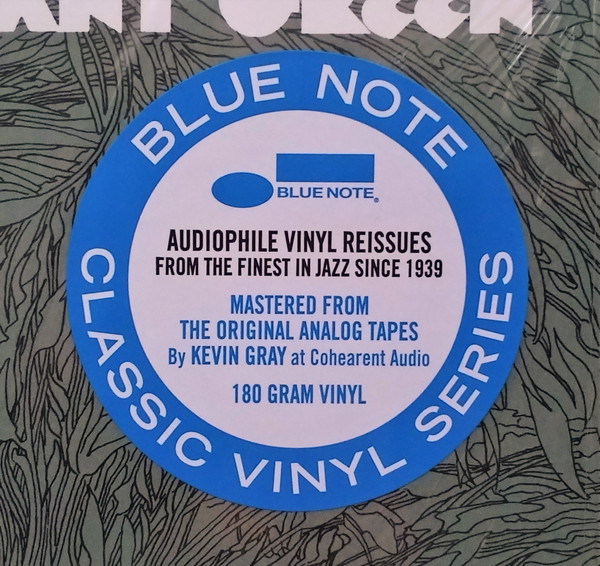 BLUE NOTE
BLUE NOTE®
AUDIOPHILE VINYL REISSUES
FROM THE FINEST IN JAZZ SINCE 1939
MASTERED FROM
THE ORIGINAL ANALOG TAPES
By KEVIN GRAY at Cohearent Audio
180 GRAM VINYL
CLASSIC VINYL SERIES